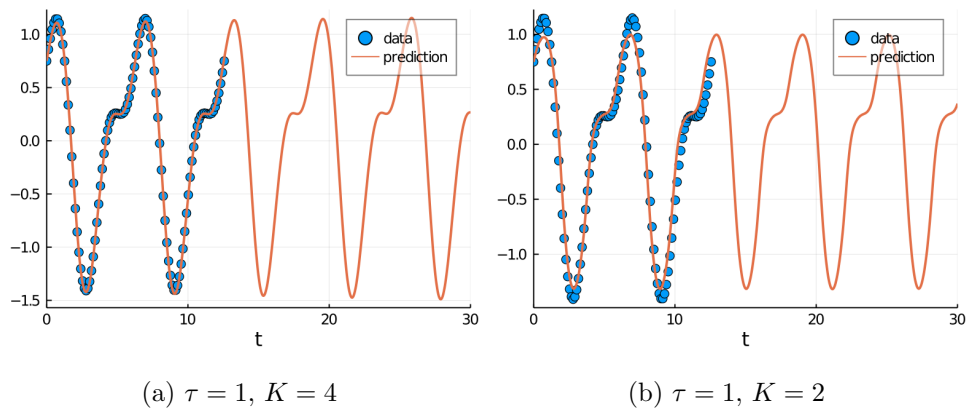 1.0
0.5
0.0
−0.5
−1.0
−1.5
0
10
20
30
t
data
prediction
1.0
0.5
0.0
−0.5
−1.0
0
10
20
30
t
data
prediction
(a) τ = 1, K = 4
(b) τ = 1, K = 2